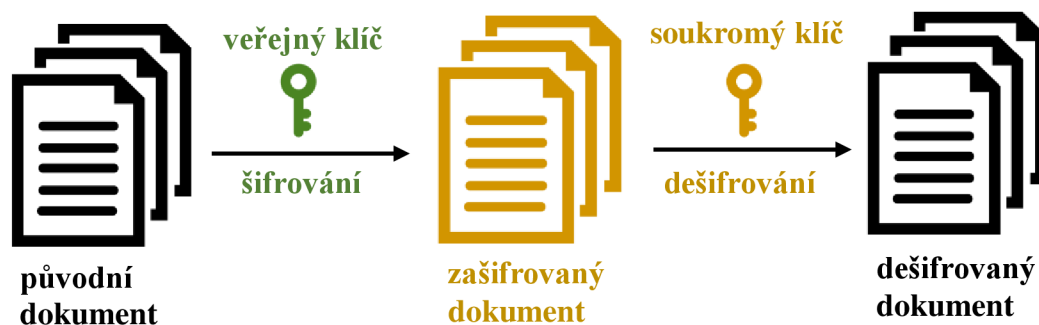 veřejný klíč
soukromý klíč
šifrování
dešifrování
původní
dokument
zašifrovaný
dokument
dešifrovaný
dokument